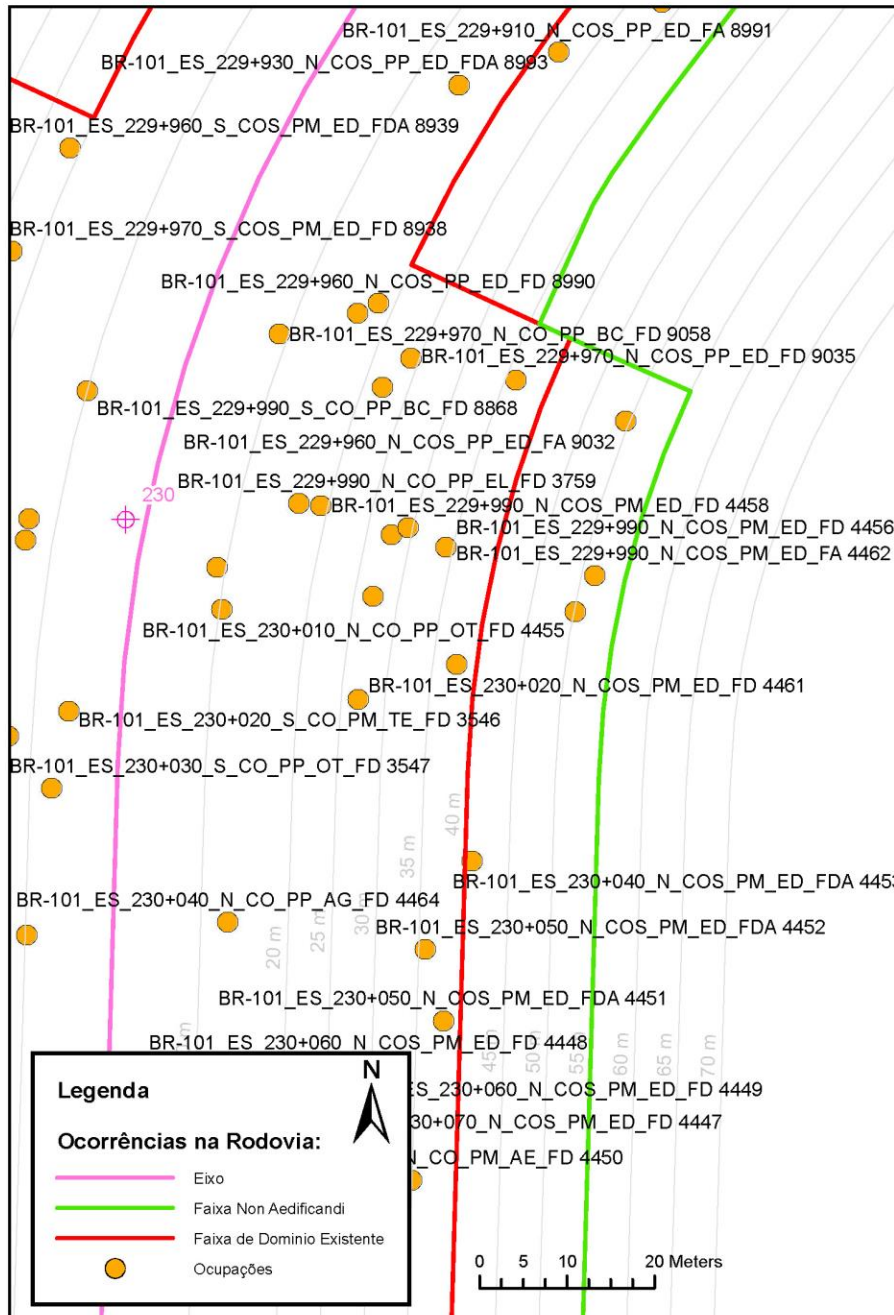 BR-101_ES_229+910_N_COS_PP_ED_FA 8991
BR-101_ES_229+930_N_COS_PP_ED_FDA 8993
BR-101_ES_229+960_S_COS_PM_ED_FDA 8939
BR-101_ES_229+970_S_COS_PM_ED_FD 8938
BR-101_ES_229+960_N_COS_PP_ED_FD 8990
BR-101_ES_229+970_N_CO_PP_BC_FD 9058
BR-101_ES_229+970_N_COS_PP_ED_FD 9035
BR-101_ES_229+990_S_CO_PP_BC_FD 8868
BR-101_ES_229+960_N_COS_PP_ED_FA 9032
BR-101_ES_229+990_N_CO_PP_EL_FD 3759
230
BR-101_ES_229+990_N_COS_PM_ED_FD 4458
BR-101_ES_229+990_N_COS_PM_ED_FD 4456
BR-101_ES_229+990_N_COS_PM_ED_FA 4462
BR-101_ES_230+010_N_CO_PP_OT_FD 4455
BR-101_ES_230+020_N_COS_PM_ED_FD 4461
BR-101_ES_230+020_S_CO_PM_TE_FD 3546
BR-101_ES_230+030_S_CO_PP_OT_FD 3547
40 m
35 m
BR-101_ES_230+040_N_COS_PM_ED_FDA 4453
BR-101_ES_230+040_N_CO_PP_AG_FD 4464
30 m
25 m
20 m
BR-101_ES_230+050_N_COS_PM_ED_FDA 4452
BR-101_ES_230+050_N_COS_PM_ED_FDA 4451
BR-101_ES_230+060_N_COS_PM_ED_FD 4448
45 m
50 m
55 m
60 m
65 m
70 m
ES_230+060_N_COS_PM_ED_FD 4449
230+070_N_COS_PM_ED_FD 4447
N_CO_PM_AE_FD 4450
N
Legenda
Ocorrências na Rodovia:
Eixo
Faixa Non Aedificandi
Faixa de Dominio Existente
Ocupações
0 5 10 20 Meters